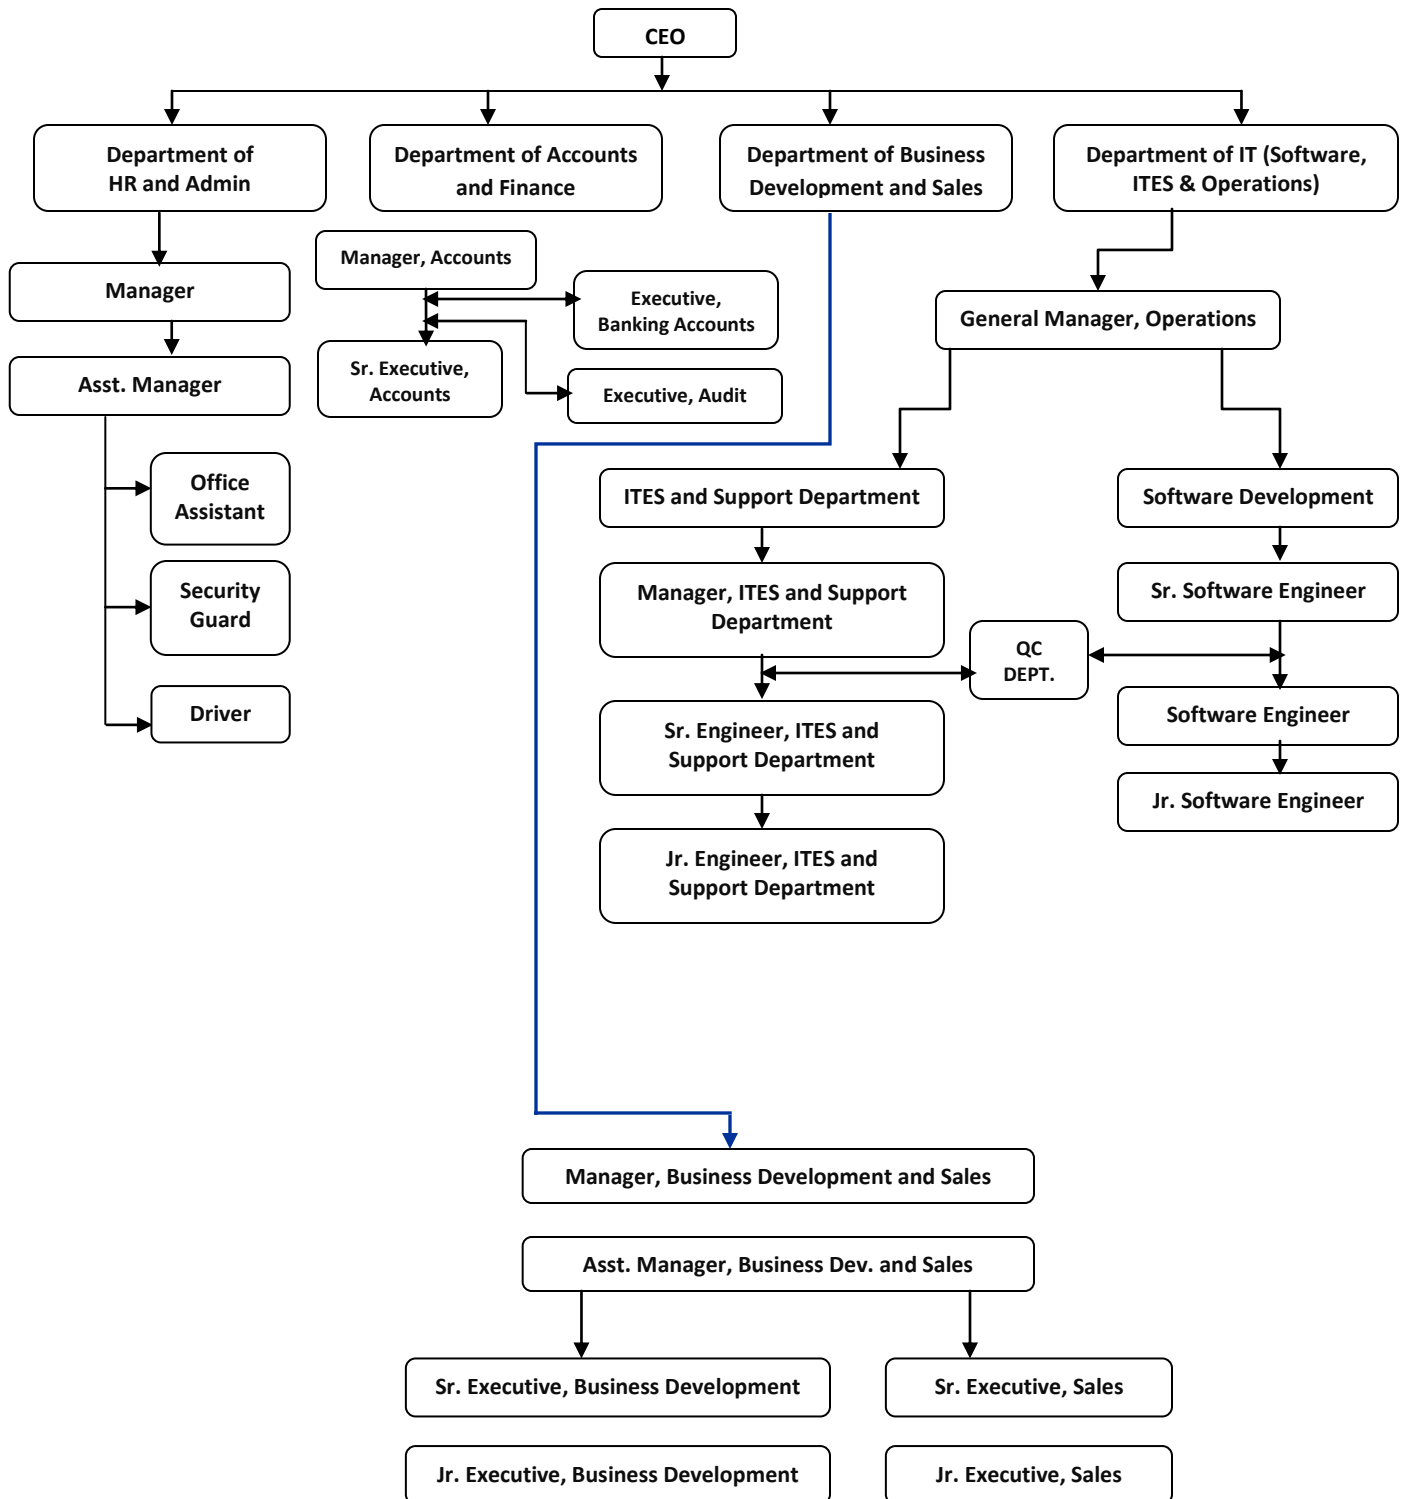 CEO
Department of
HR and Admin
Department of Accounts
and Finance
Department of Business
Development and Sales
Department of IT (Software,
ITES & Operations)
Manager
Asst. Manager
Office
Assistant
Security
Guard
Driver
Manager, Accounts
Executive,
Banking Accounts
Sr. Executive,
Accounts
Executive, Audit
General Manager, Operations
ITES and Support Department
Manager, ITES and Support
Department
QC
DEPT.
Sr. Engineer, ITES and
Support Department
Jr. Engineer, ITES and
Support Department
Software Development
Sr. Software Engineer
Software Engineer
Jr. Software Engineer
Manager, Business Development and Sales
Asst. Manager, Business Dev. and Sales
Sr. Executive, Business Development
Sr. Executive, Sales
Jr. Executive, Business Development
Jr. Executive, Sales